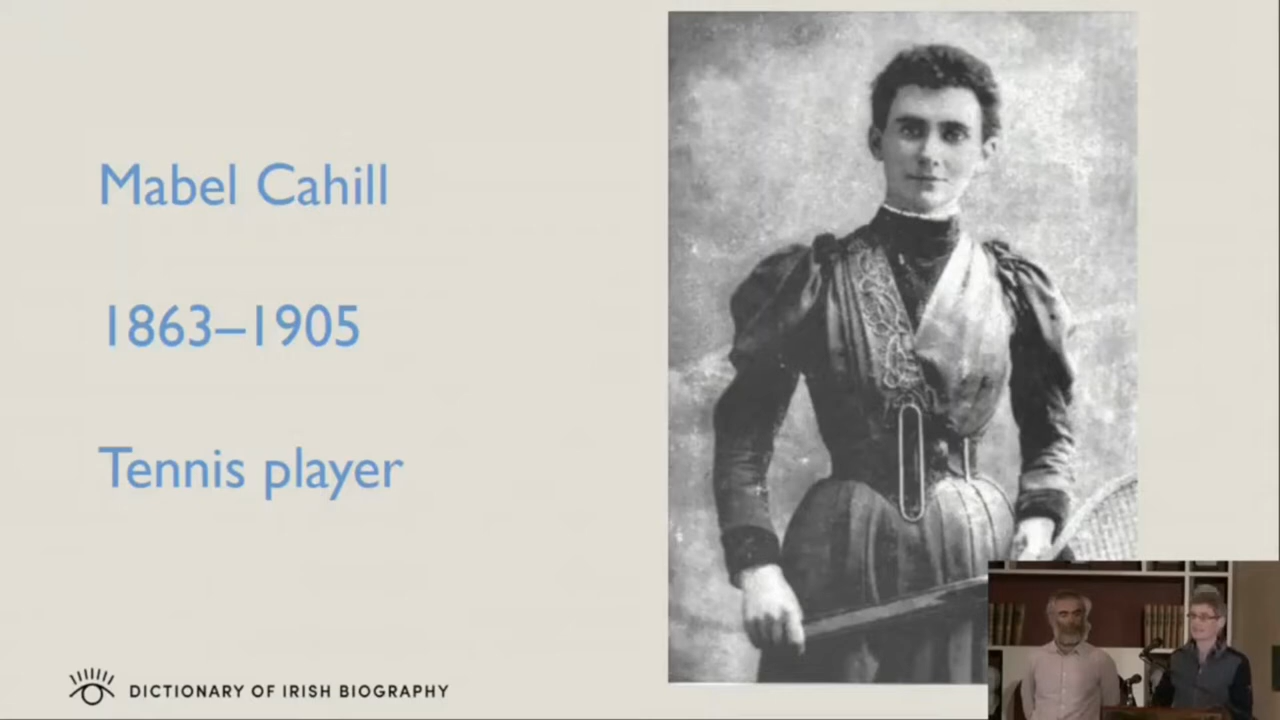 Mabel Cahill
1863–1905
Tennis player
DICTIONARY OF IRISH BIOGRAPHY